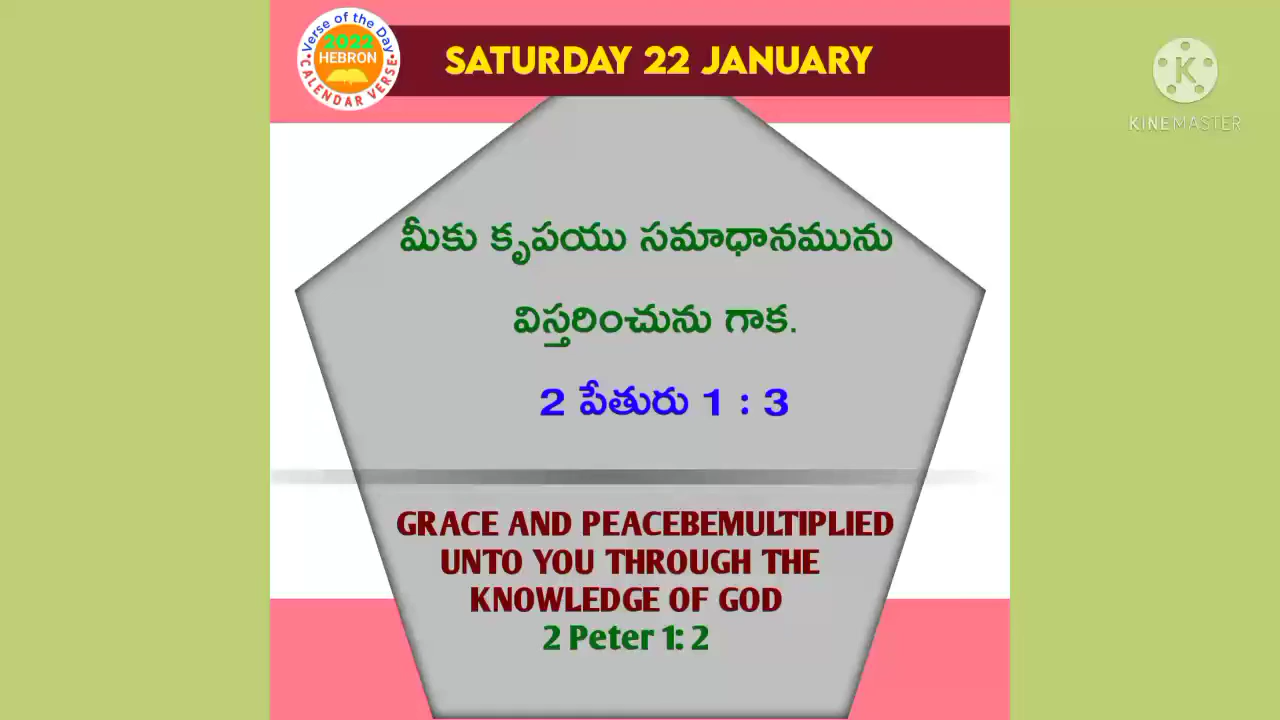 Verse of the Day
2022
HEBRON
CALENDAR VERSE
SATURDAY 22 JANUARY
KINEMASTER
మీకు కృపయు సమాధానమును
విస్తరించును గాక.
2 పేతురు 1 : 3
GRACE AND PEACEBEMULTIPLIED
UNTO YOU THROUGH THE
KNOWLEDGE OF GOD
2 Peter 1: 2